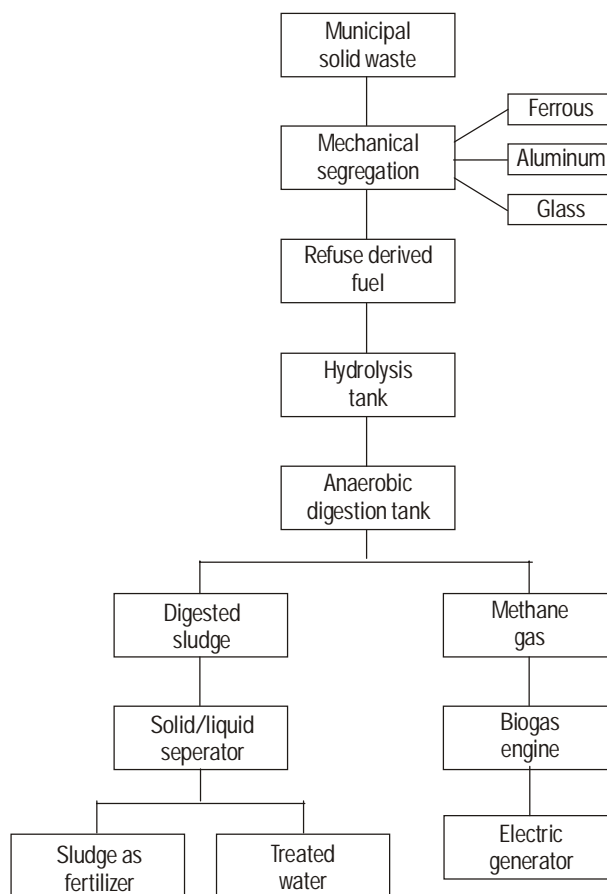 Municipal
solid waste
Ferrous
Mechanical
segregation
Aluminum
Glass
Refuse derived
fuel
Hydrolysis
tank
Anaerobic
digestion tank
Digested
sludge
Methane
gas
Solid/liquid
seperator
Biogas
engine
Sludge as
fertilizer
Treated
water
Electric
generator